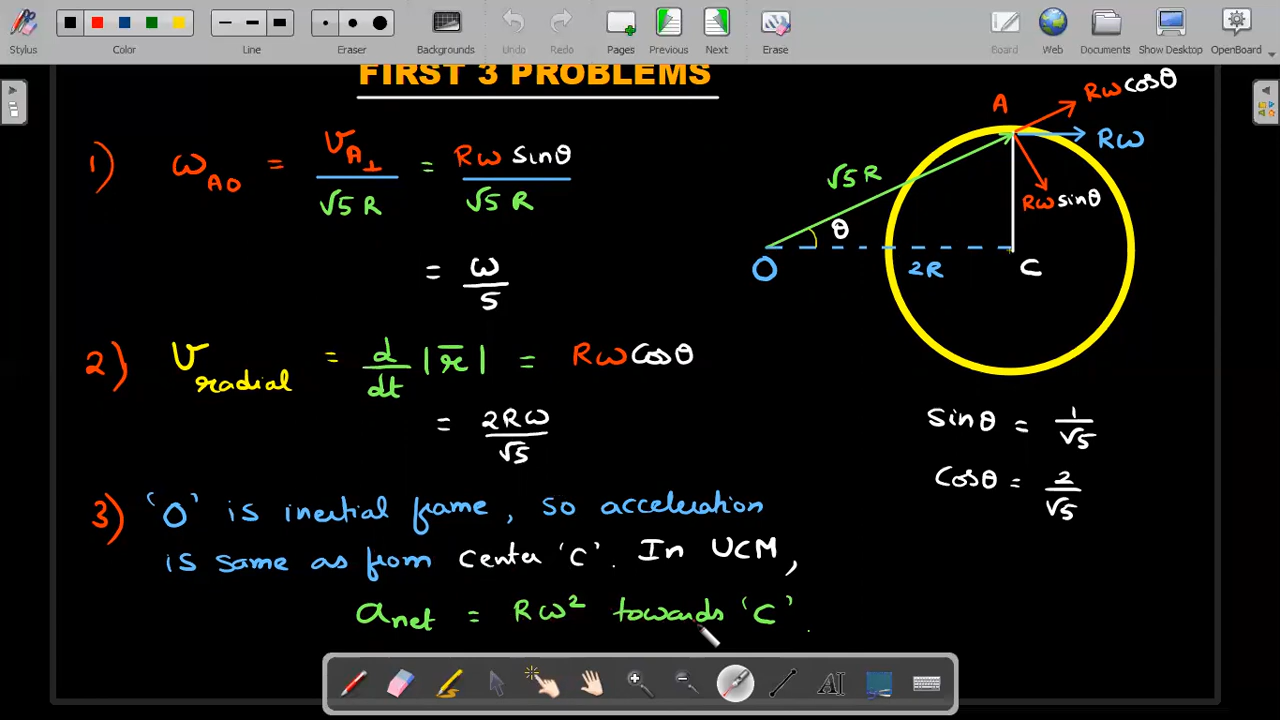 Stylus
Color
Line
Eraser
Backgrounds
Undo
Redo
Pages
Previous
Next
Erase
Board
Web
Documents
Show Desktop
OpenBoard
FIRST 3 PROBLEMS
1) ω_AO = V_A⊥ / √5 R = Rω sinθ / √5 R
= ω / 5
2) V_radial = d/dt |r̅| = Rω Cosθ
= 2Rω / √5
3) 'O' is inertial frame, so acceleration
is same as from center 'C'. In UCM,
a_net = Rω² towards 'C'.
A
Rω cosθ
Rω
√5 R
Rω sinθ
θ
O
2R
C
Sinθ = 1/√5
Cosθ = 2/√5
AI